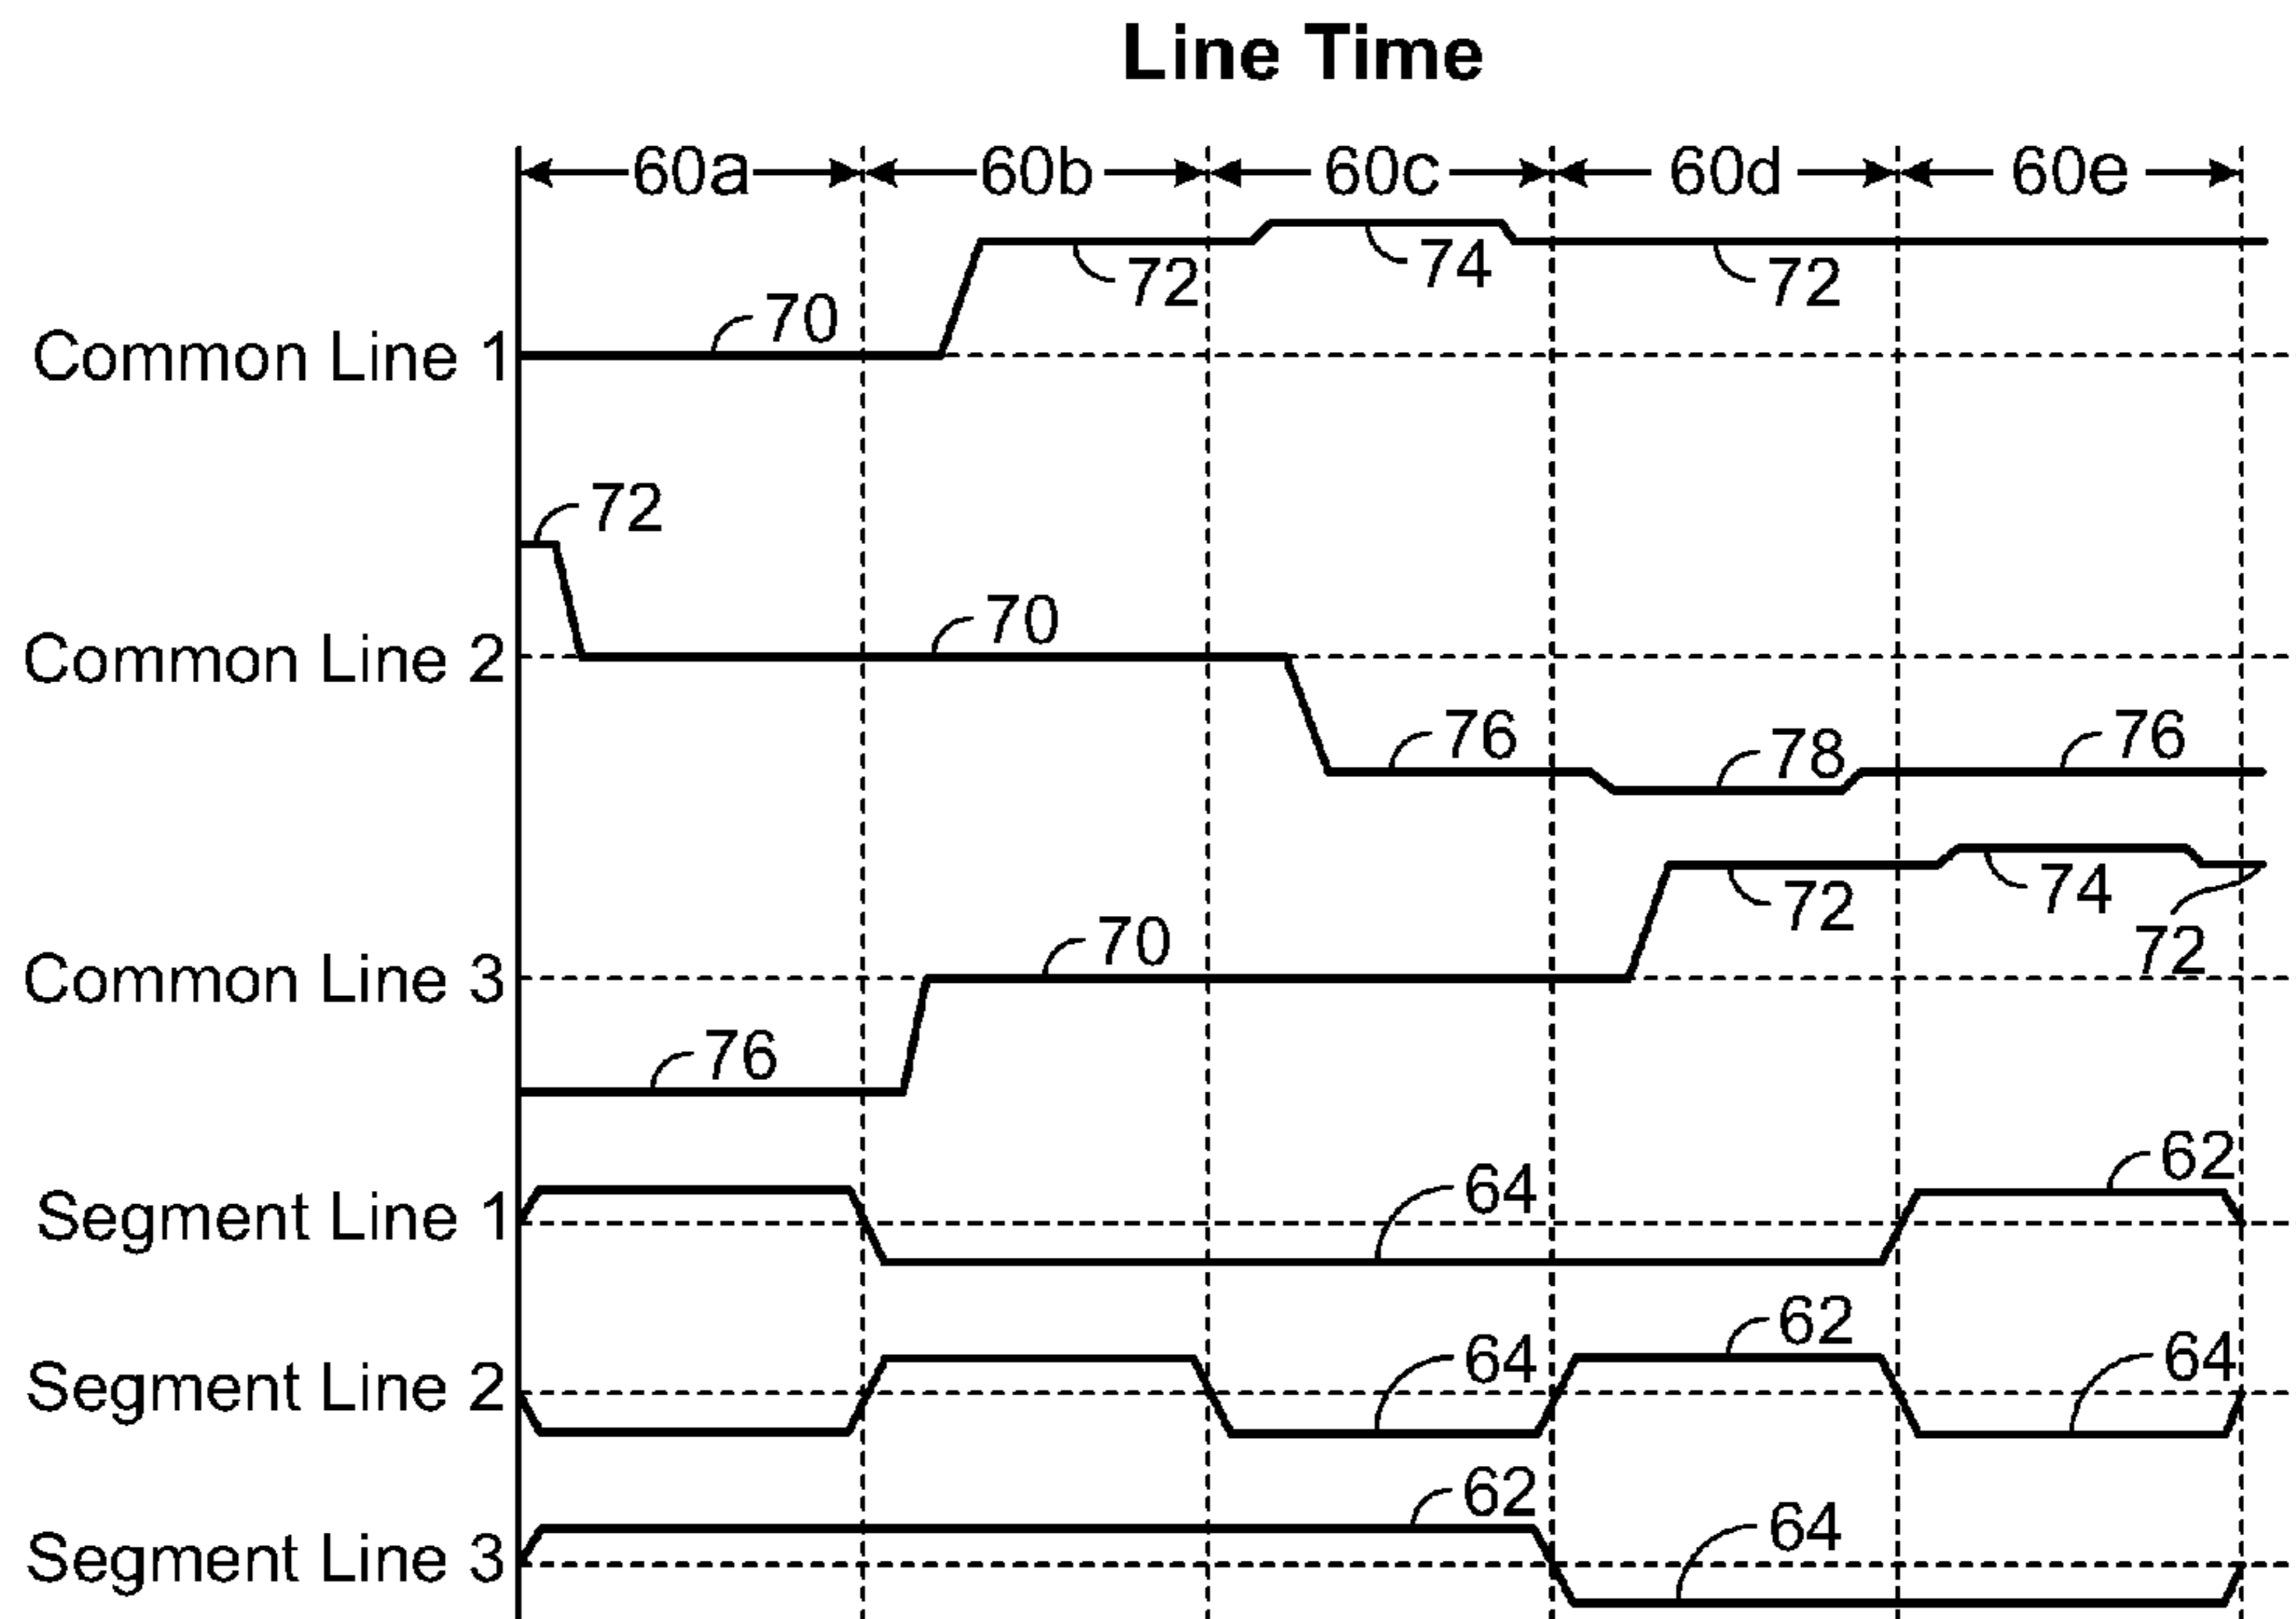 Line Time
60a 60b 60c 60d 60e
72 74 72
70
Common Line 1
72
70
Common Line 2
76 78 76
72 74
70 72
Common Line 3
76
62
64
Segment Line 1
62
64 64
Segment Line 2
62
64
Segment Line 3